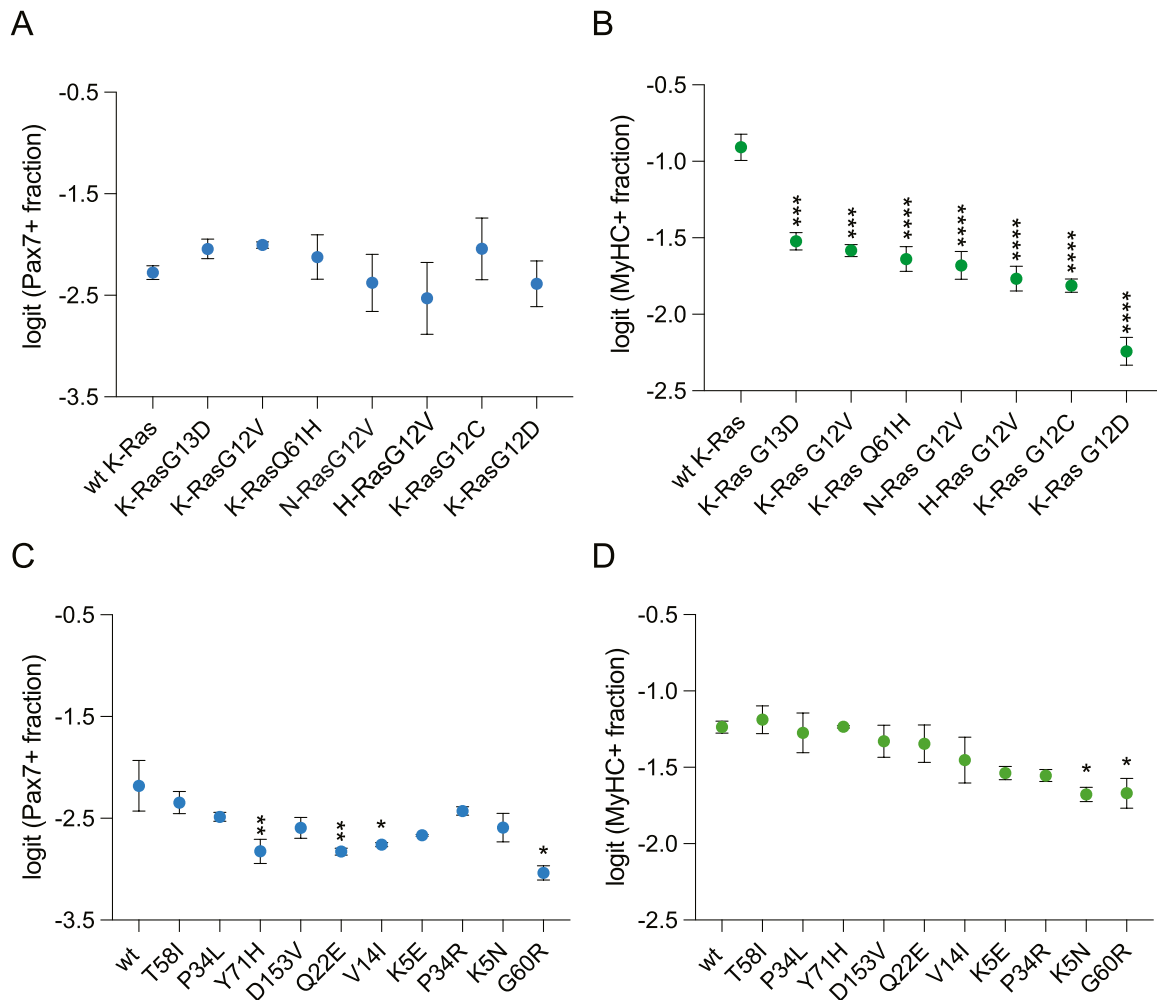 A
logit (Pax7+ fraction)
-0.5
-1.5
-2.5
-3.5
wt K-Ras
K-RasG13D
K-RasG12V
K-RasQ61H
N-RasG12V
H-RasG12V
K-RasG12C
K-RasG12D
B
logit (MyHC+ fraction)
-0.5
-1.0
-1.5
-2.0
-2.5
***
***
****
****
****
****
****
wt K-Ras
K-Ras G13D
K-Ras G12V
K-Ras Q61H
N-Ras G12V
H-Ras G12V
K-Ras G12C
K-Ras G12D
C
logit (Pax7+ fraction)
-0.5
-1.5
-2.5
-3.5
**
**
*
*
wt
T58I
P34L
Y71H
D153V
Q22E
V14I
K5E
P34R
K5N
G60R
D
logit (MyHC+ fraction)
-0.5
-1.0
-1.5
-2.0
-2.5
*
*
wt
T58I
P34L
Y71H
D153V
Q22E
V14I
K5E
P34R
K5N
G60R